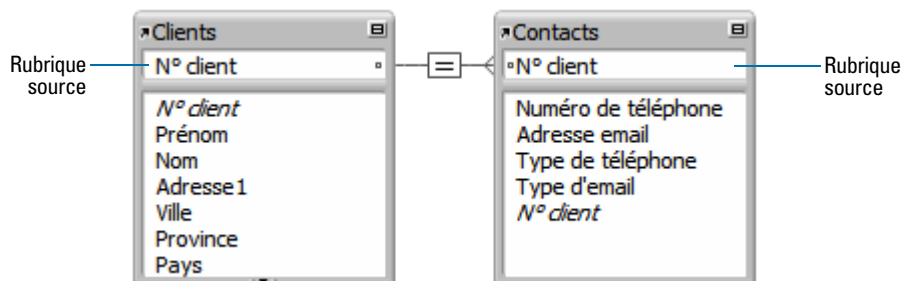 Clients
Contacts
Rubrique source
N° client
=
N° client
Rubrique source
N° client
Prénom
Nom
Adresse1
Ville
Province
Pays
Numéro de téléphone
Adresse email
Type de téléphone
Type d'email
N° client